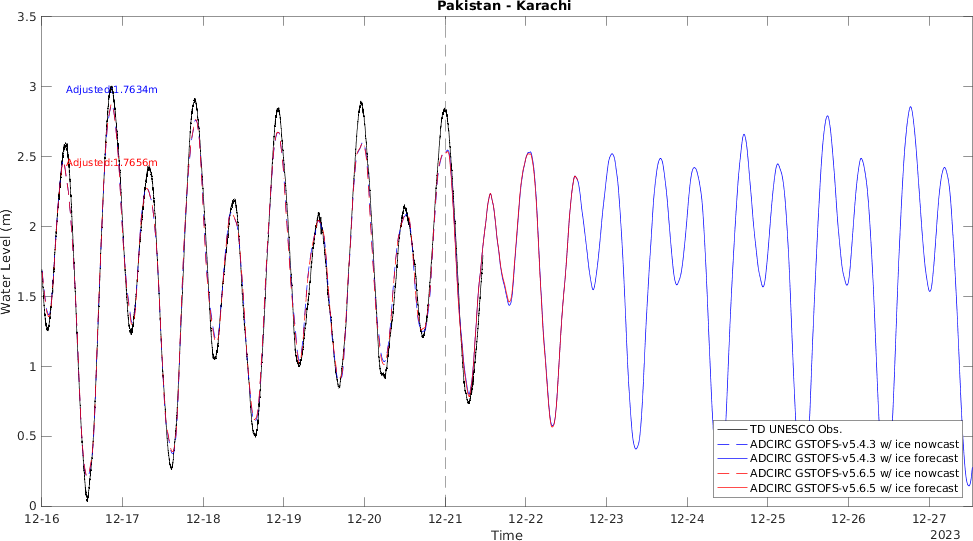 Pakistan - Karachi
3.5
3
2.5
2
1.5
1
0.5
0
Water Level (m)
Adjusted:1.7634m
Adjusted:1.7656m
TD UNESCO Obs.
ADCIRC GSTOFS-v5.4.3 w/ ice nowcast
ADCIRC GSTOFS-v5.4.3 w/ ice forecast
ADCIRC GSTOFS-v5.6.5 w/ ice nowcast
ADCIRC GSTOFS-v5.6.5 w/ ice forecast
12-16 12-17 12-18 12-19 12-20 12-21 12-22 12-23 12-24 12-25 12-26 12-27
Time 2023